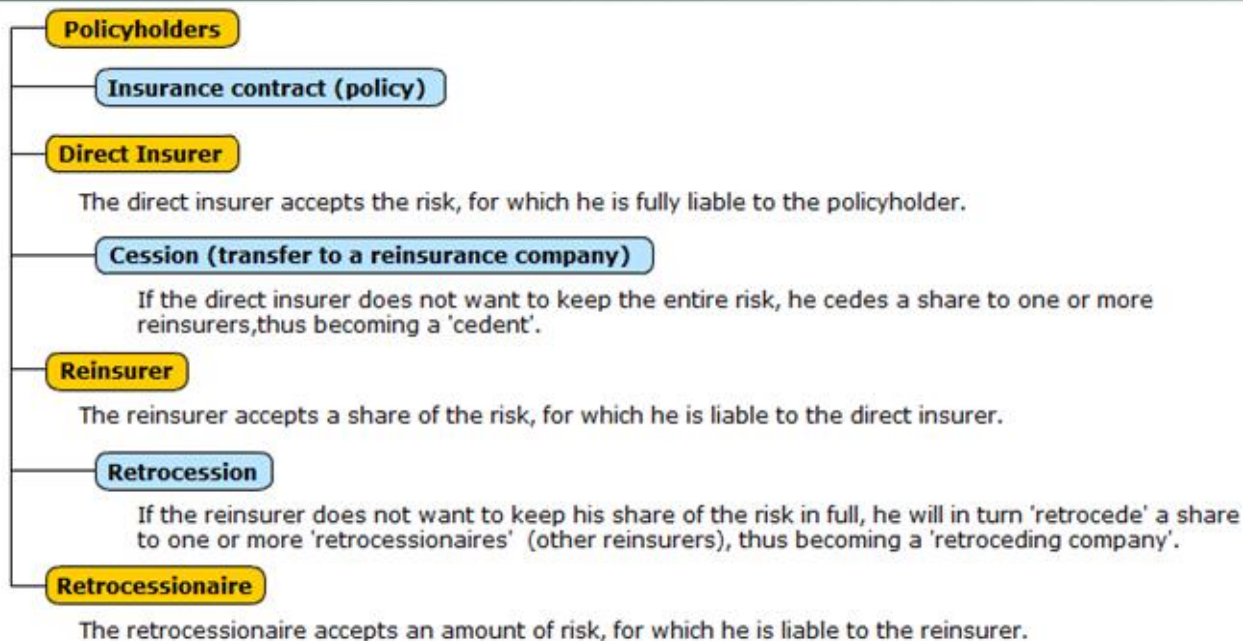 Policyholders
Insurance contract (policy)
Direct Insurer
The direct insurer accepts the risk, for which he is fully liable to the policyholder.
Cession (transfer to a reinsurance company)
If the direct insurer does not want to keep the entire risk, he cedes a share to one or more
reinsurers,thus becoming a 'cedent'.
Reinsurer
The reinsurer accepts a share of the risk, for which he is liable to the direct insurer.
Retrocession
If the reinsurer does not want to keep his share of the risk in full, he will in turn 'retrocede' a share
to one or more 'retrocessionaires' (other reinsurers), thus becoming a 'retroceding company'.
Retrocessionaire
The retrocessionaire accepts an amount of risk, for which he is liable to the reinsurer.